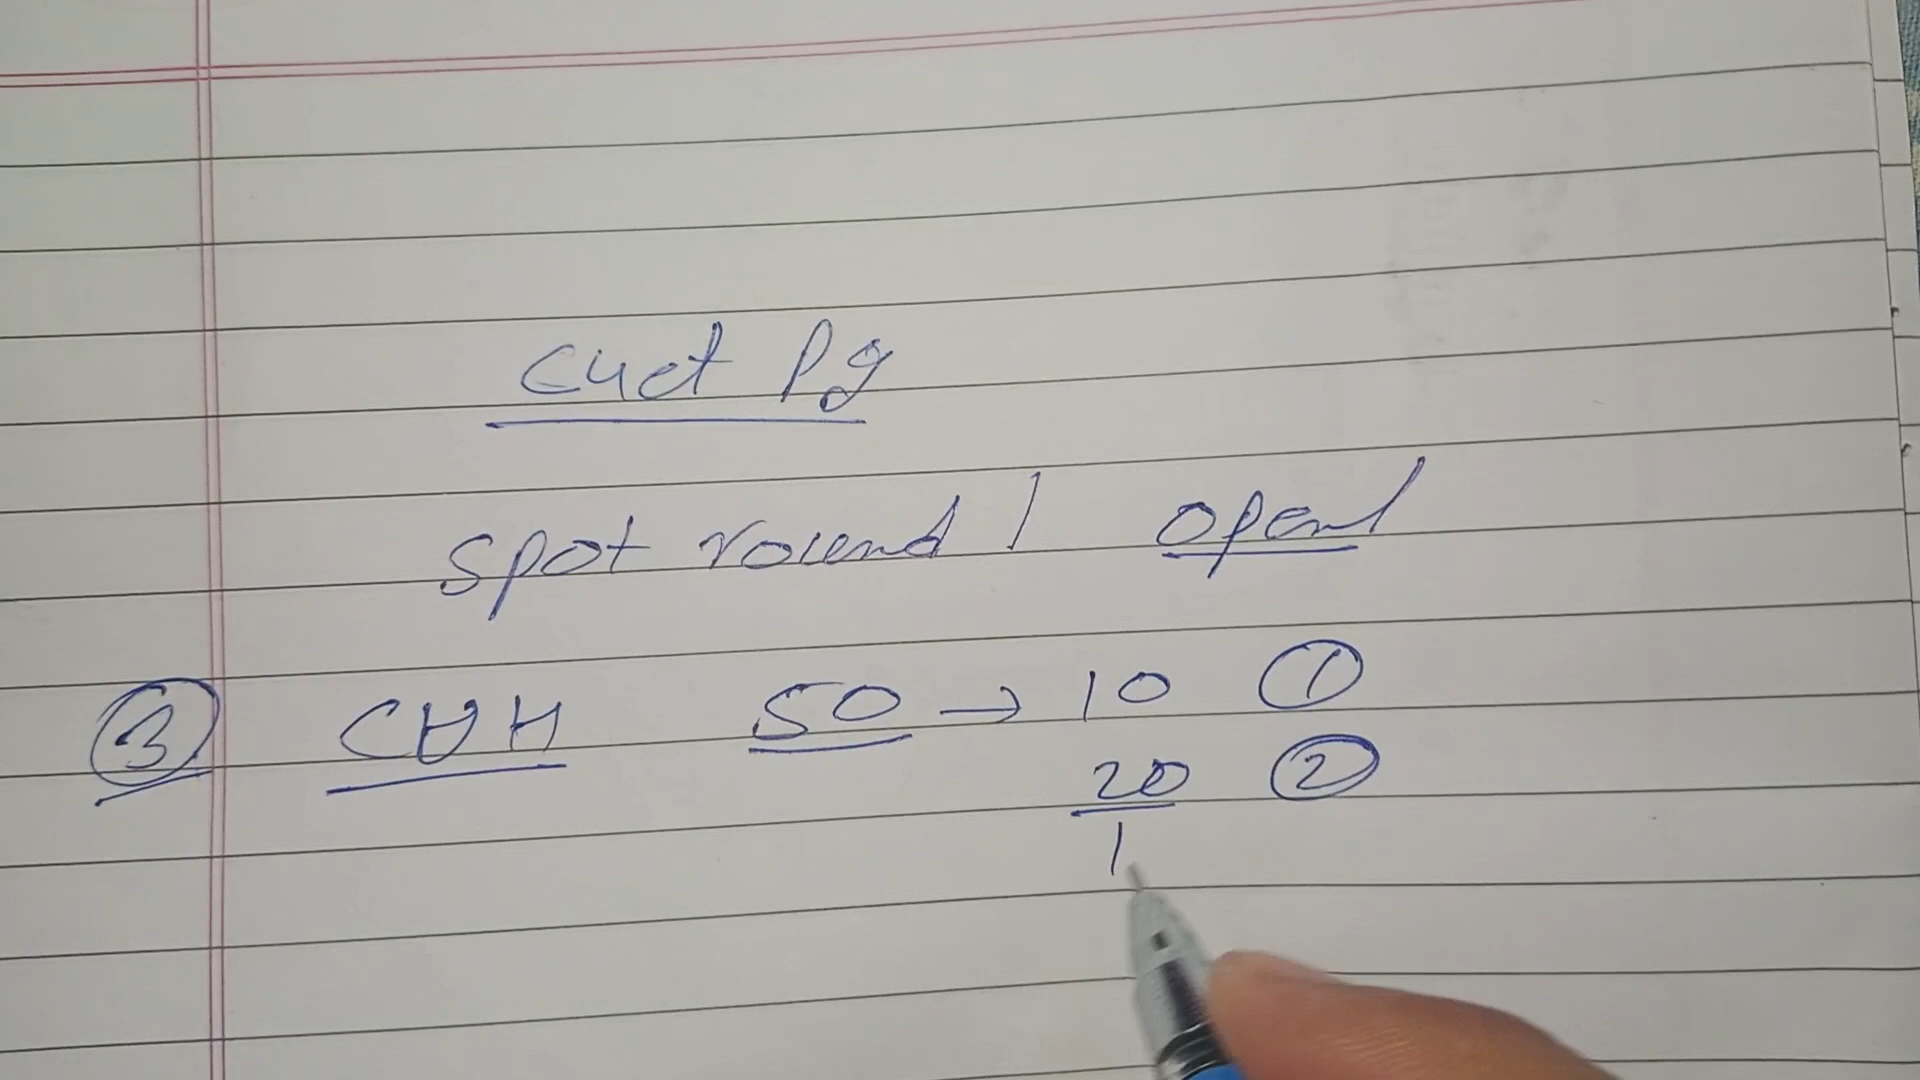 Cuet Pg
Spot round 1 open
③ CUH 50 → 10 ①
20 ②
1